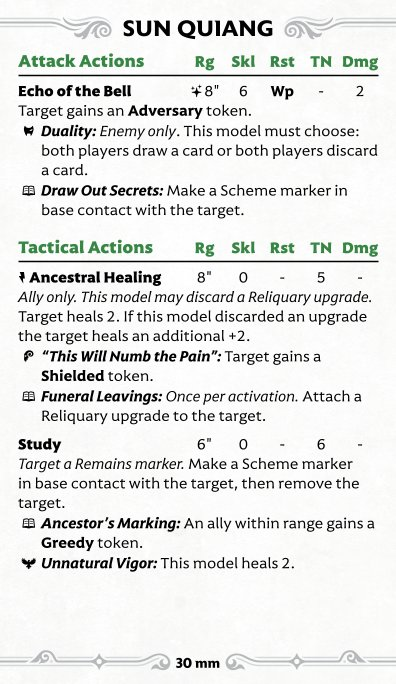 SUN QUIANG
Attack Actions Rg Skl Rst TN Dmg
Echo of the Bell 8" 6 Wp - 2
Target gains an Adversary token.
Duality: Enemy only. This model must choose:
both players draw a card or both players discard
a card.
Draw Out Secrets: Make a Scheme marker in
base contact with the target.
Tactical Actions Rg Skl Rst TN Dmg
Ancestral Healing 8" 0 - 5 -
Ally only. This model may discard a Reliquary upgrade.
Target heals 2. If this model discarded an upgrade
the target heals an additional +2.
“This Will Numb the Pain”: Target gains a
Shielded token.
Funeral Leavings: Once per activation. Attach a
Reliquary upgrade to the target.
Study 6" 0 - 6 -
Target a Remains marker. Make a Scheme marker
in base contact with the target, then remove the
target.
Ancestor’s Marking: An ally within range gains a
Greedy token.
Unnatural Vigor: This model heals 2.
30 mm